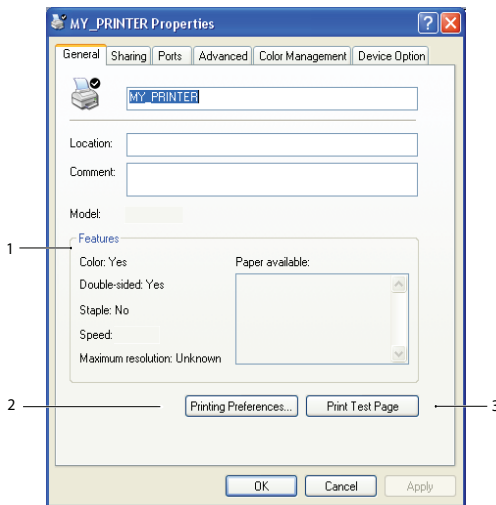 MY_PRINTER Properties
General Sharing Ports Advanced Color Management Device Option
MY_PRINTER
Location:
Comment:
Model:
1
Features
Color: Yes Paper available:
Double-sided: Yes
Staple: No
Speed:
Maximum resolution: Unknown
2 Printing Preferences... Print Test Page 3
OK Cancel Apply